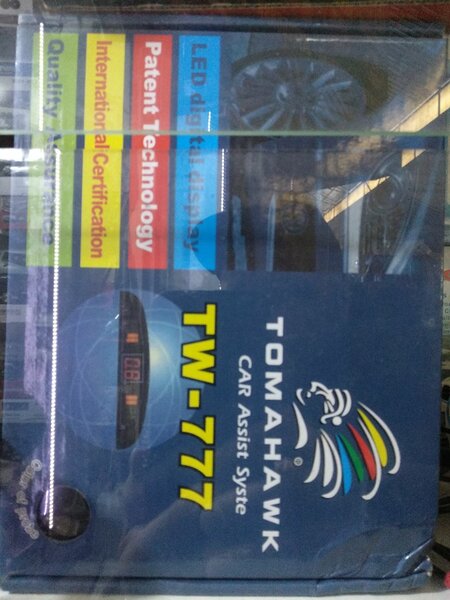 TOMAHAWK
®
CAR Assist Syste
TW-777
LED digital display
Patent Technology
International Certification
Quality Assurance